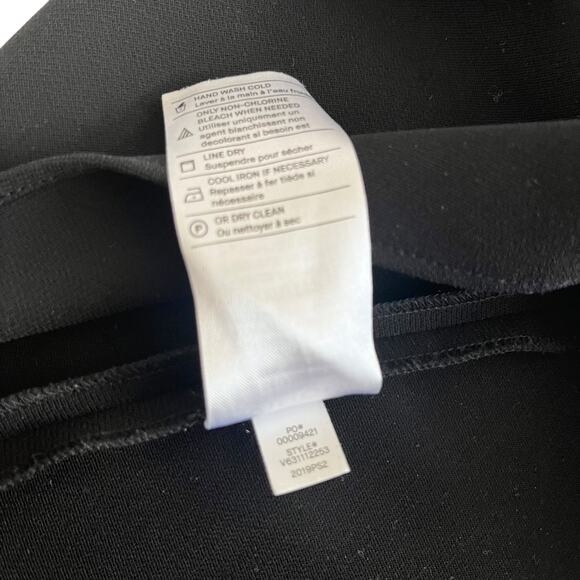 HAND WASH COLD
Laver à la main à l'eau froi
ONLY NON-CHLORINE
BLEACH WHEN NEEDED
Utiliser uniquement un
agent blanchissant non
decolorant si besoin est
LINE DRY
Suspendre pour sécher
COOL IRON IF NECESSARY
Repasser à fer tiède si
nécessaire
P
OR DRY CLEAN
Ou nettoyer à sec
PO#
00009421
STYLE#
V631112253
2019PS2